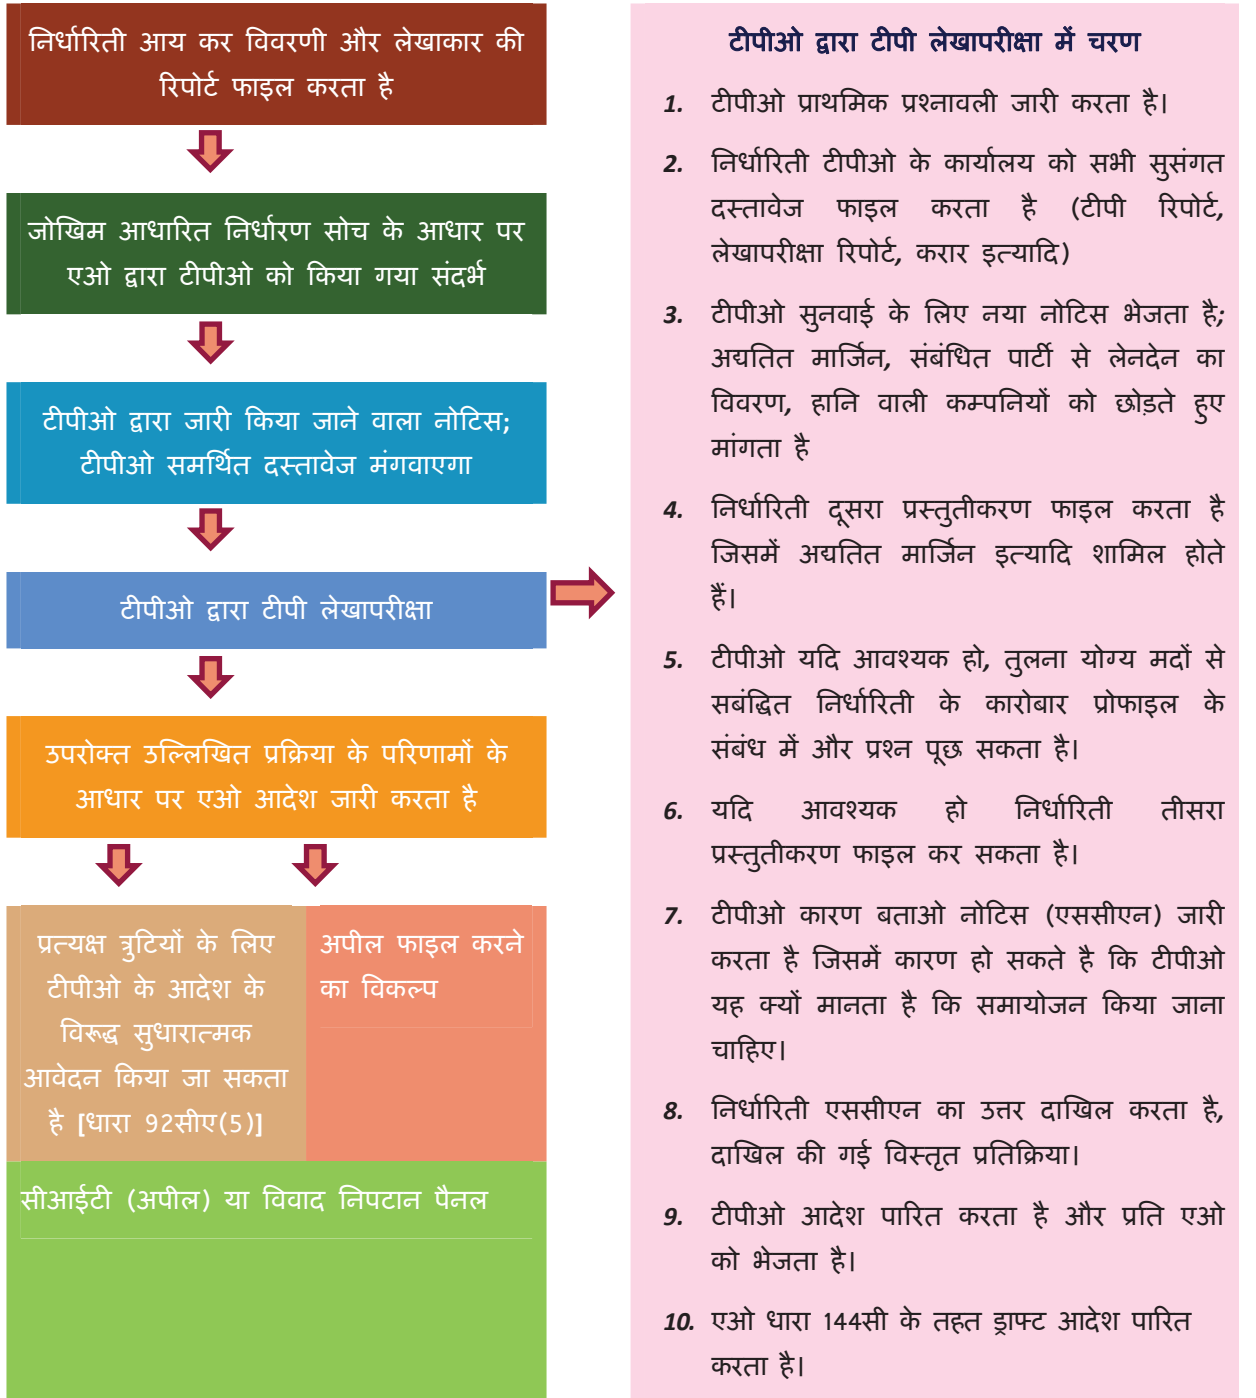 निर्धारिती आय कर विवरणी और लेखाकार की
रिपोर्ट फाइल करता है
जोखिम आधारित निर्धारण सोच के आधार पर
एओ द्वारा टीपीओ को किया गया संदर्भ
टीपीओ द्वारा जारी किया जाने वाला नोटिस;
टीपीओ समर्थित दस्तावेज मंगवाएगा
टीपीओ द्वारा टीपी लेखापरीक्षा
उपरोक्त उल्लिखित प्रक्रिया के परिणामों के
आधार पर एओ आदेश जारी करता है
प्रत्यक्ष त्रुटियों के लिए
टीपीओ के आदेश के
विरूद्ध सुधारात्मक
आवेदन किया जा सकता
है [धारा 92सीए(5)]
अपील फाइल करने
का विकल्प
सीआईटी (अपील) या विवाद निपटान पैनल
टीपीओ द्वारा टीपी लेखापरीक्षा में चरण
1. टीपीओ प्राथमिक प्रश्नावली जारी करता है।
2. निर्धारिती टीपीओ के कार्यालय को सभी सुसंगत
दस्तावेज फाइल करता है (टीपी रिपोर्ट,
लेखापरीक्षा रिपोर्ट, करार इत्यादि)
3. टीपीओ सुनवाई के लिए नया नोटिस भेजता है;
अद्यतित मार्जिन, संबंधित पार्टी से लेनदेन का
विवरण, हानि वाली कम्पनियों को छोड़ते हुए
मांगता है
4. निर्धारिती दूसरा प्रस्तुतीकरण फाइल करता है
जिसमें अद्यतित मार्जिन इत्यादि शामिल होते
हैं।
5. टीपीओ यदि आवश्यक हो, तुलना योग्य मदों से
सबंद्धित निर्धारिती के कारोबार प्रोफाइल के
संबंध में और प्रश्न पूछ सकता है।
6. यदि आवश्यक हो निर्धारिती तीसरा
प्रस्तुतीकरण फाइल कर सकता है।
7. टीपीओ कारण बताओ नोटिस (एससीएन) जारी
करता है जिसमें कारण हो सकते है कि टीपीओ
यह क्यों मानता है कि समायोजन किया जाना
चाहिए।
8. निर्धारिती एससीएन का उत्तर दाखिल करता है,
दाखिल की गई विस्तृत प्रतिक्रिया।
9. टीपीओ आदेश पारित करता है और प्रति एओ
को भेजता है।
10. एओ धारा 144सी के तहत ड्राफ्ट आदेश पारित
करता है।